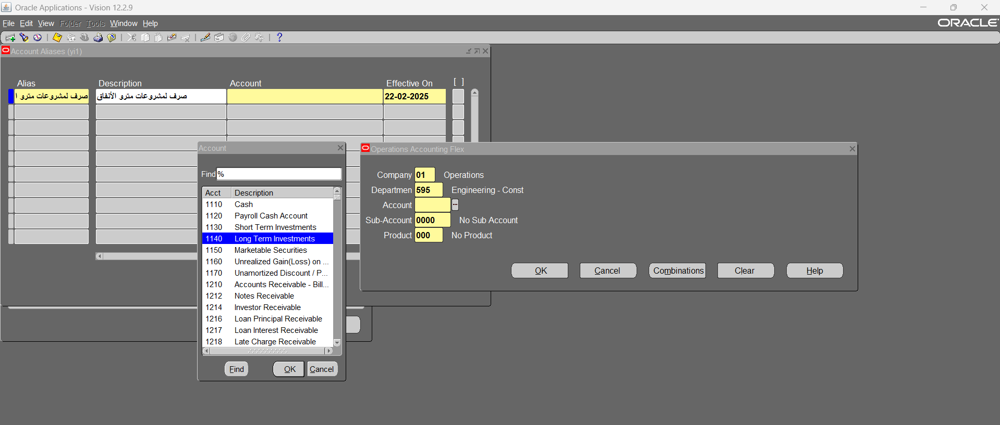 Oracle Applications - Vision 12.2.9
File Edit View Folder Tools Window Help
ORACLE
Account Aliases (yi1)
Alias Description Account Effective On [ ]
صرف لمشروعات مترو ا صرف لمشروعات مترو الأنفاق 22-02-2025
Account
Find %
Acct Description
1110 Cash
1120 Payroll Cash Account
1130 Short Term Investments
1140 Long Term Investments
1150 Marketable Securities
1160 Unrealized Gain(Loss) on ...
1170 Unamortized Discount / P...
1210 Accounts Receivable - Bill...
1212 Notes Receivable
1214 Investor Receivable
1216 Loan Principal Receivable
1217 Loan Interest Receivable
1218 Late Charge Receivable
Find OK Cancel
Operations Accounting Flex
Company 01 Operations
Departmen 595 Engineering - Const
Account ...
Sub-Account 0000 No Sub Account
Product 000 No Product
OK Cancel Combinations Clear Help